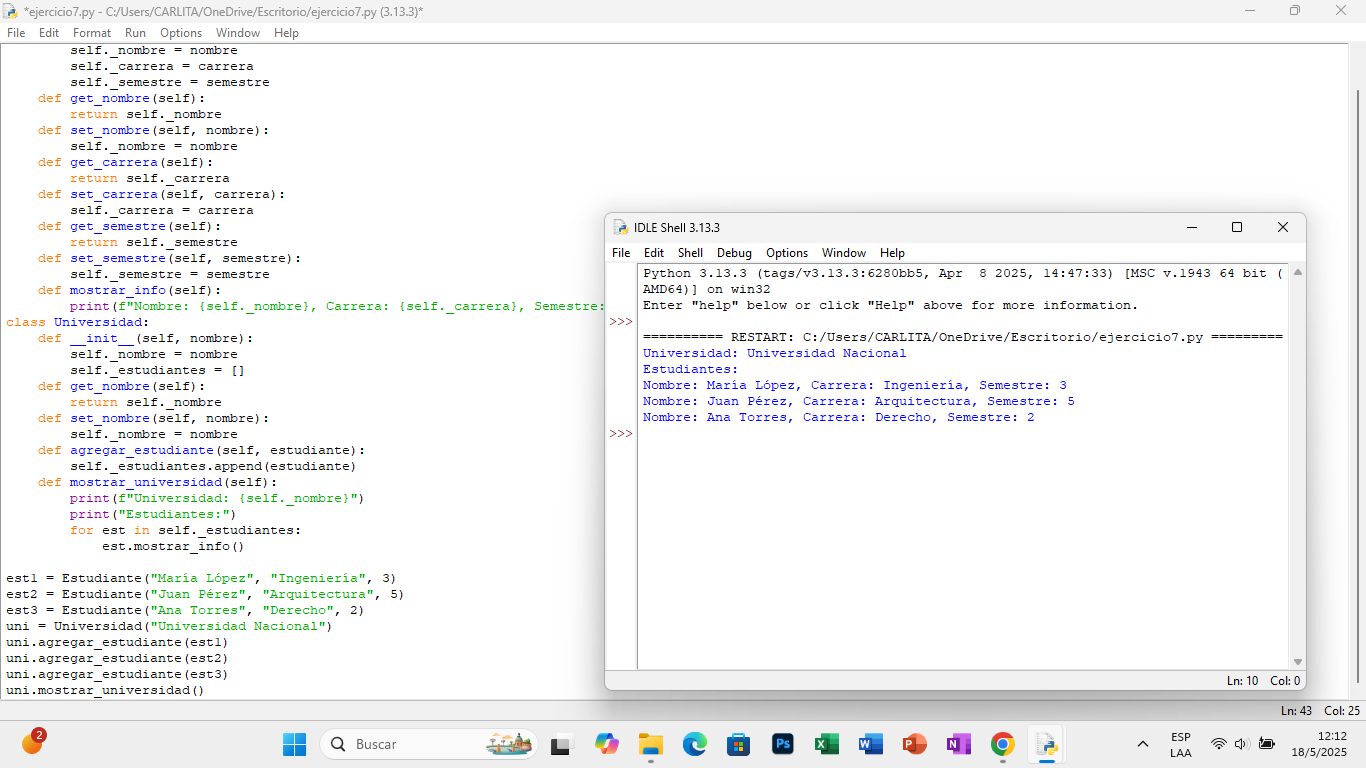 *ejercicio7.py - C:/Users/CARLITA/OneDrive/Escritorio/ejercicio7.py (3.13.3)*
File Edit Format Run Options Window Help
        self._nombre = nombre
        self._carrera = carrera
        self._semestre = semestre
    def get_nombre(self):
        return self._nombre
    def set_nombre(self, nombre):
        self._nombre = nombre
    def get_carrera(self):
        return self._carrera
    def set_carrera(self, carrera):
        self._carrera = carrera
    def get_semestre(self):
        return self._semestre
    def set_semestre(self, semestre):
        self._semestre = semestre
    def mostrar_info(self):
        print(f"Nombre: {self._nombre}, Carrera: {self._carrera}, Semestre:
class Universidad:
    def __init__(self, nombre):
        self._nombre = nombre
        self._estudiantes = []
    def get_nombre(self):
        return self._nombre
    def set_nombre(self, nombre):
        self._nombre = nombre
    def agregar_estudiante(self, estudiante):
        self._estudiantes.append(estudiante)
    def mostrar_universidad(self):
        print(f"Universidad: {self._nombre}")
        print("Estudiantes:")
        for est in self._estudiantes:
            est.mostrar_info()
est1 = Estudiante("María López", "Ingeniería", 3)
est2 = Estudiante("Juan Pérez", "Arquitectura", 5)
est3 = Estudiante("Ana Torres", "Derecho", 2)
uni = Universidad("Universidad Nacional")
uni.agregar_estudiante(est1)
uni.agregar_estudiante(est2)
uni.agregar_estudiante(est3)
uni.mostrar_universidad()
IDLE Shell 3.13.3
File Edit Shell Debug Options Window Help
Python 3.13.3 (tags/v3.13.3:6280bb5, Apr  8 2025, 14:47:33) [MSC v.1943 64 bit (
AMD64)] on win32
Enter "help" below or click "Help" above for more information.
>>>
========== RESTART: C:/Users/CARLITA/OneDrive/Escritorio/ejercicio7.py =========
Universidad: Universidad Nacional
Estudiantes:
Nombre: María López, Carrera: Ingeniería, Semestre: 3
Nombre: Juan Pérez, Carrera: Arquitectura, Semestre: 5
Nombre: Ana Torres, Carrera: Derecho, Semestre: 2
>>>
Ln: 10 Col: 0
Ln: 43 Col: 25
2
Buscar
Ps
ESP
LAA
12:12
18/5/2025